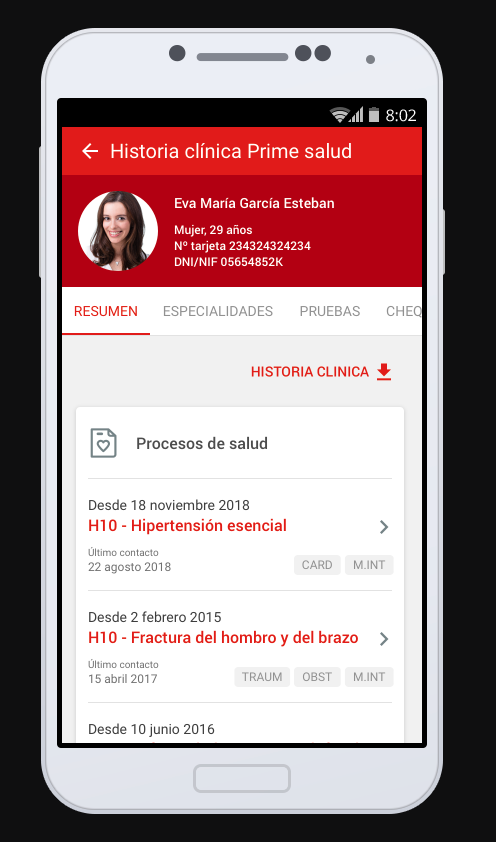 8:02
Historia clínica Prime salud
Eva María García Esteban
Mujer, 29 años
Nº tarjeta 234324324234
DNI/NIF 05654852K
RESUMEN ESPECIALIDADES PRUEBAS CHEQ
HISTORIA CLINICA
Procesos de salud
Desde 18 noviembre 2018
H10 - Hipertensión esencial
Último contacto
22 agosto 2018 CARD M.INT
Desde 2 febrero 2015
H10 - Fractura del hombro y del brazo
Último contacto
15 abril 2017 TRAUM OBST M.INT
Desde 10 junio 2016